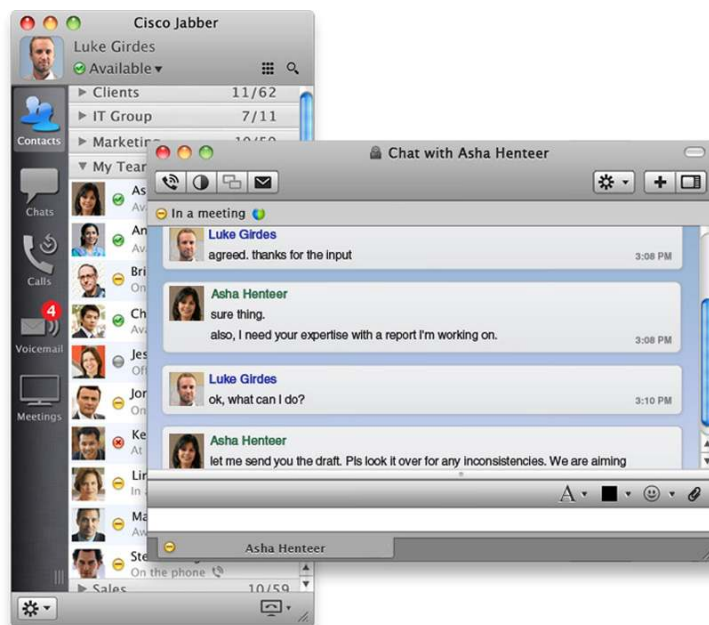 Cisco Jabber
Luke Girdes
Available
Clients 11/62
IT Group 7/11
Marketing
My
Contacts
Chats
Calls
4
Voicemail
Meetings
On the phone
Sales 10/59
Chat with Asha Henteer
In a meeting
Luke Girdes
agreed. thanks for the input 3:08 PM
Asha Henteer
sure thing.
also, I need your expertise with a report I'm working on. 3:08 PM
Luke Girdes
ok, what can I do? 3:10 PM
Asha Henteer
let me send you the draft. Pls look it over for any inconsistencies. We are aiming
A
Asha Henteer